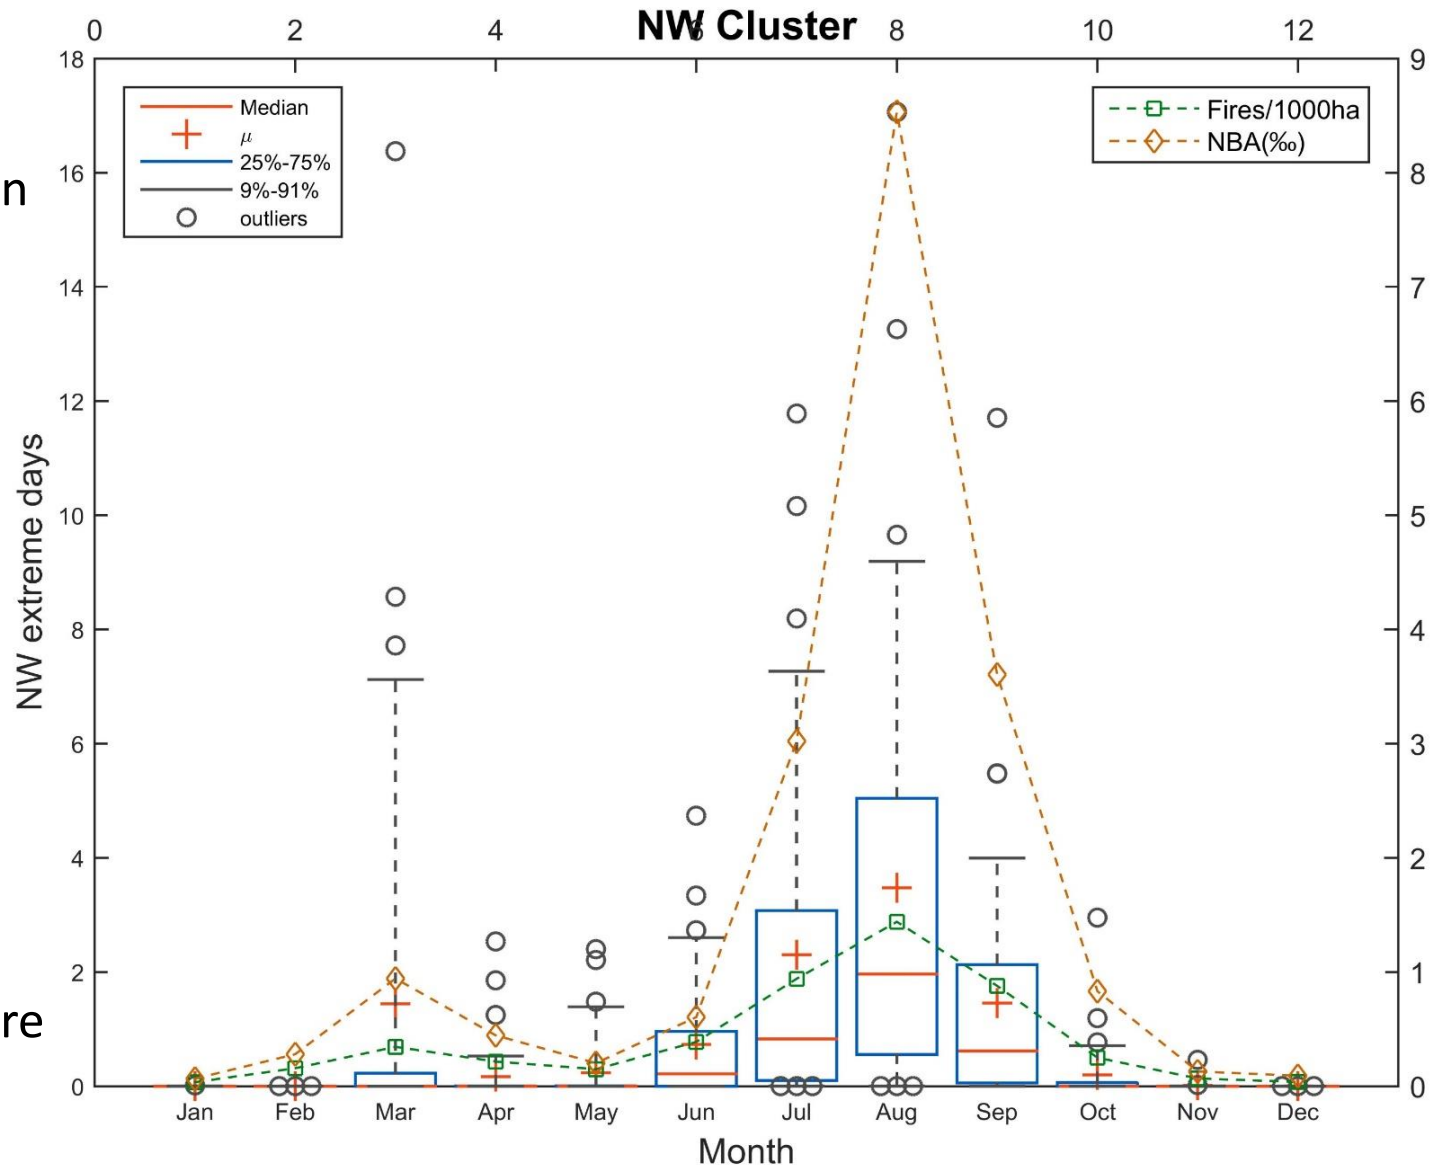 NW Cluster
0 2 4 6 8 10 12
18 9
Median
μ
25%-75%
9%-91%
outliers
Fires/1000ha
NBA(‰)
n
16 8
14 7
12 6
10 5
8 4
6 3
4 2
2 1
0 0
re
NW extreme days
Jan Feb Mar Apr May Jun Jul Aug Sep Oct Nov Dec
Month